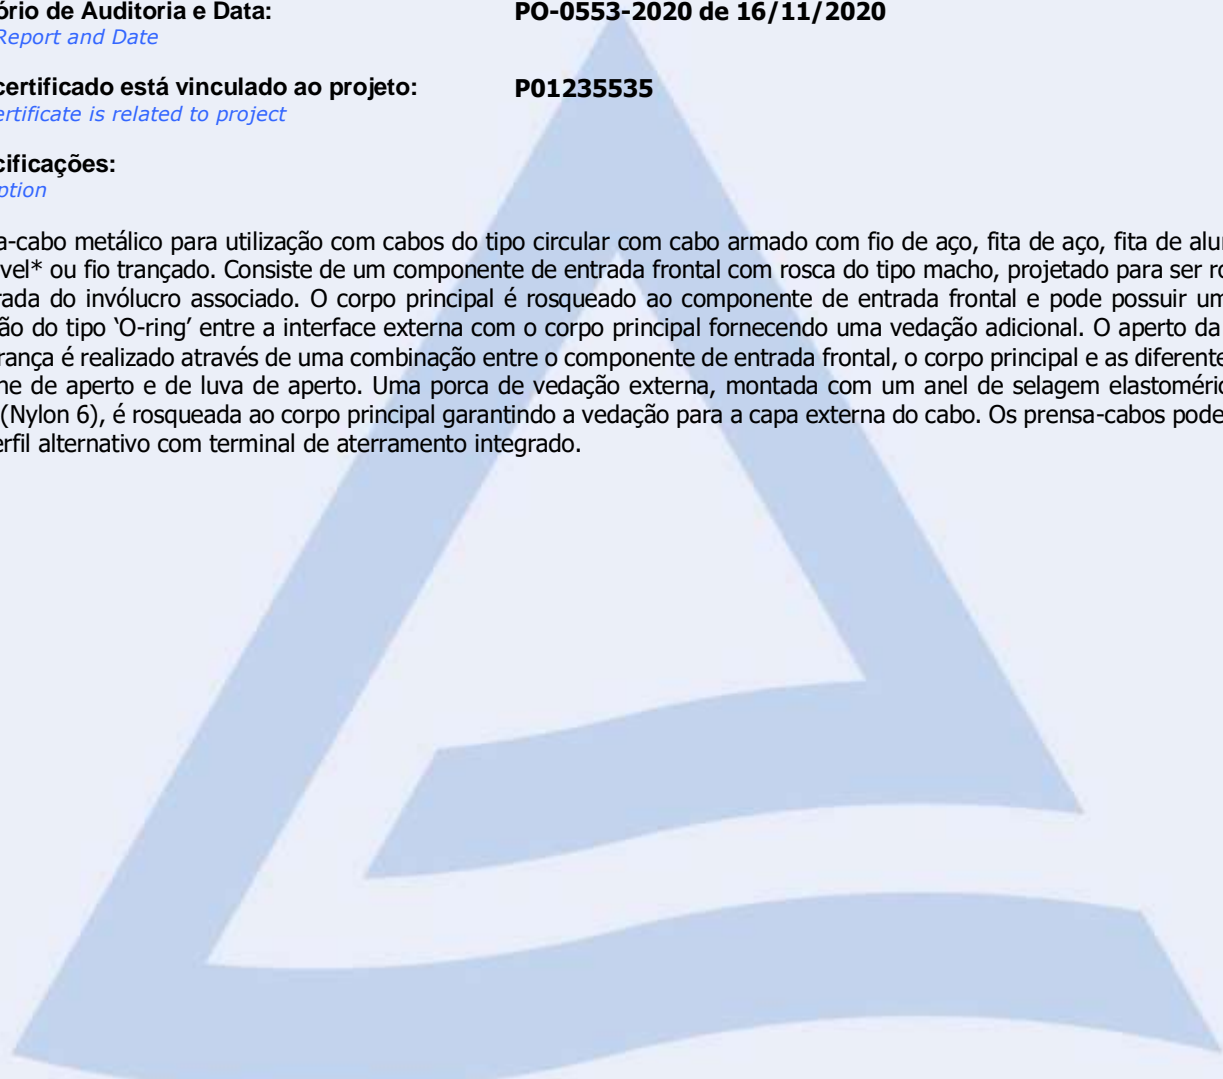 ório de Auditoria e Data: PO-0553-2020 de 16/11/2020
Report and Date
certificado está vinculado ao projeto: P01235535
ertificate is related to project
cificações:
ption
a-cabo metálico para utilização com cabos do tipo circular com cabo armado com fio de aço, fita de aço, fita de alu
vel* ou fio trançado. Consiste de um componente de entrada frontal com rosca do tipo macho, projetado para ser ro
rada do invólucro associado. O corpo principal é rosqueado ao componente de entrada frontal e pode possuir um
ão do tipo ‘O-ring’ entre a interface externa com o corpo principal fornecendo uma vedação adicional. O aperto da
rança é realizado através de uma combinação entre o componente de entrada frontal, o corpo principal e as diferente
ne de aperto e de luva de aperto. Uma porca de vedação externa, montada com um anel de selagem elastoméric
(Nylon 6), é rosqueada ao corpo principal garantindo a vedação para a capa externa do cabo. Os prensa-cabos pode
erfil alternativo com terminal de aterramento integrado.